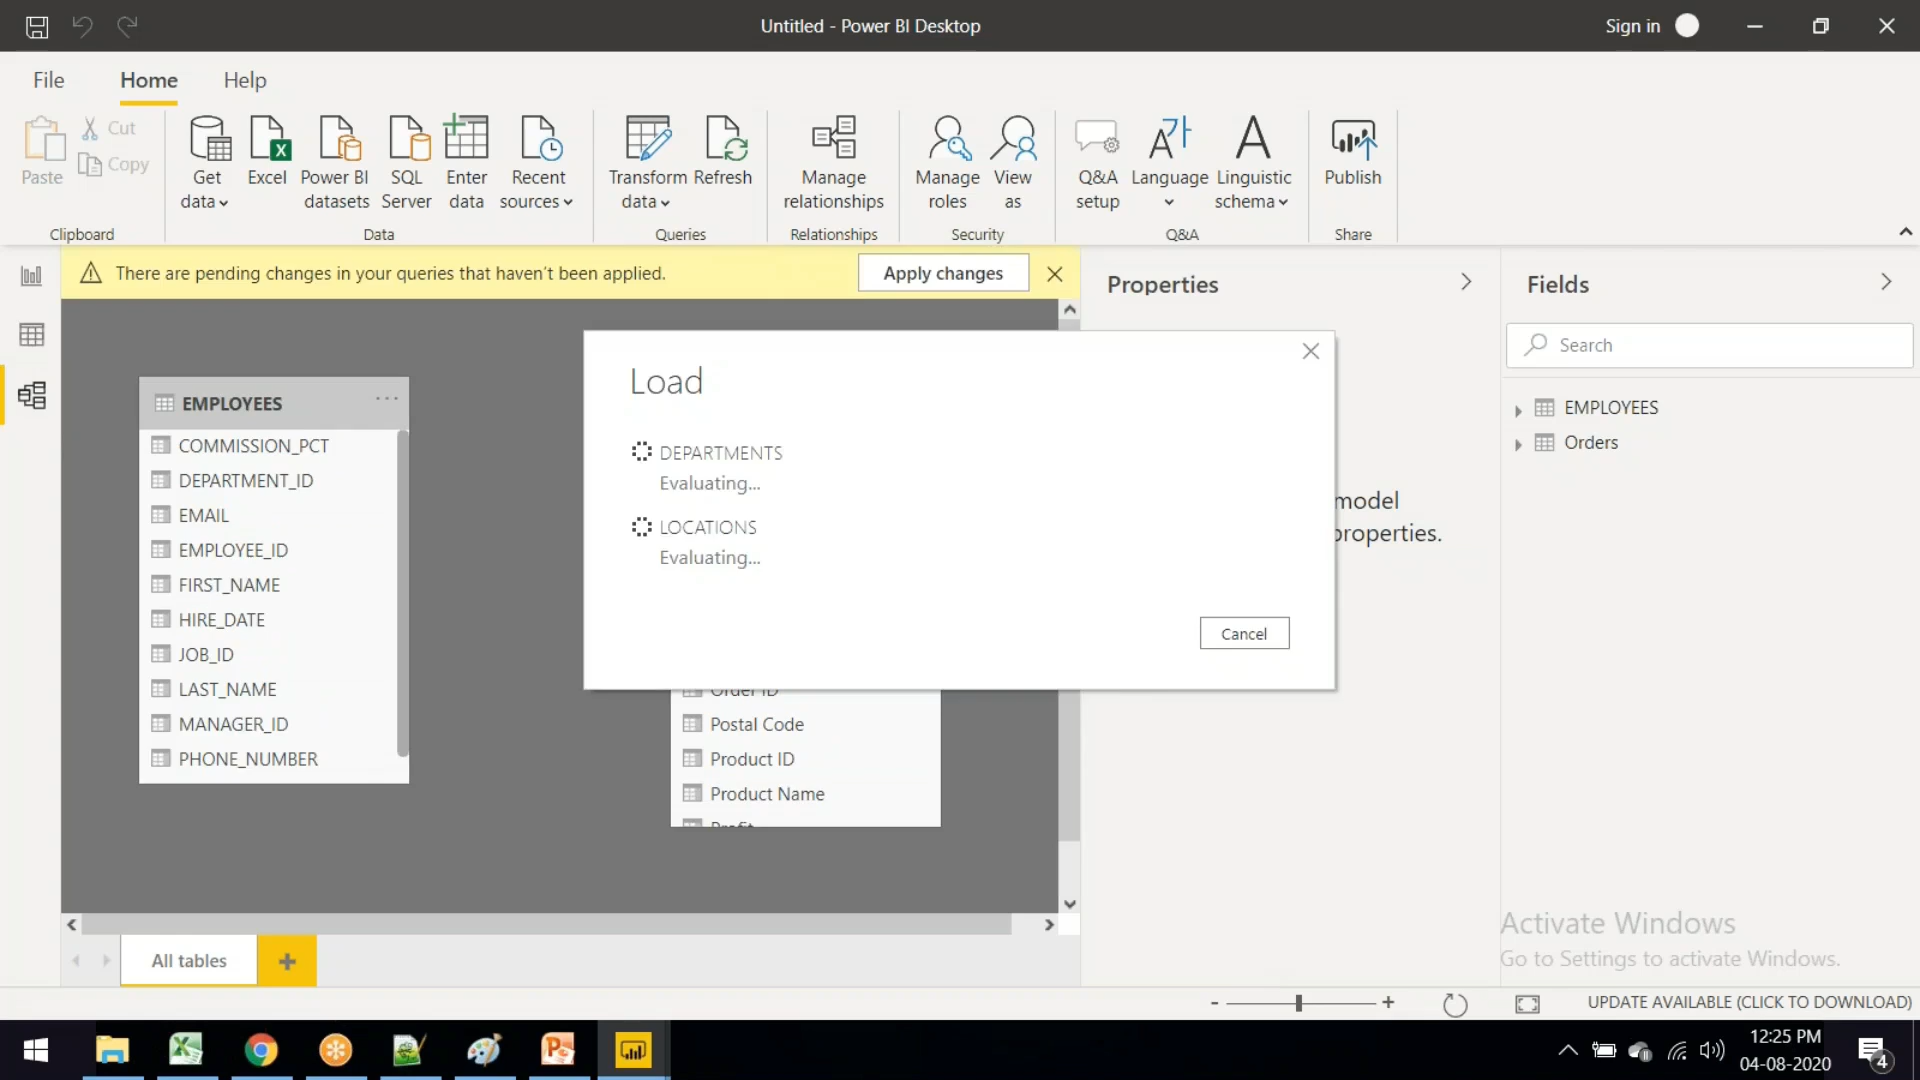 Untitled - Power BI Desktop
Sign in
File Home Help
Paste
Cut
Copy
Clipboard
Get data
Excel
Power BI datasets
SQL Server
Enter data
Recent sources
Data
Transform data
Refresh
Queries
Manage relationships
Relationships
Manage roles
View as
Security
Q&A setup
Language
Linguistic schema
Q&A
Publish
Share
There are pending changes in your queries that haven't been applied.
Apply changes
Properties
Fields
Search
EMPLOYEES
Orders
EMPLOYEES
COMMISSION_PCT
DEPARTMENT_ID
EMAIL
EMPLOYEE_ID
FIRST_NAME
HIRE_DATE
JOB_ID
LAST_NAME
MANAGER_ID
PHONE_NUMBER
Load
DEPARTMENTS
Evaluating...
LOCATIONS
Evaluating...
Cancel
model
properties.
Order ID
Postal Code
Product ID
Product Name
Profit
Activate Windows
Go to Settings to activate Windows.
All tables
UPDATE AVAILABLE (CLICK TO DOWNLOAD)
12:25 PM
04-08-2020
4